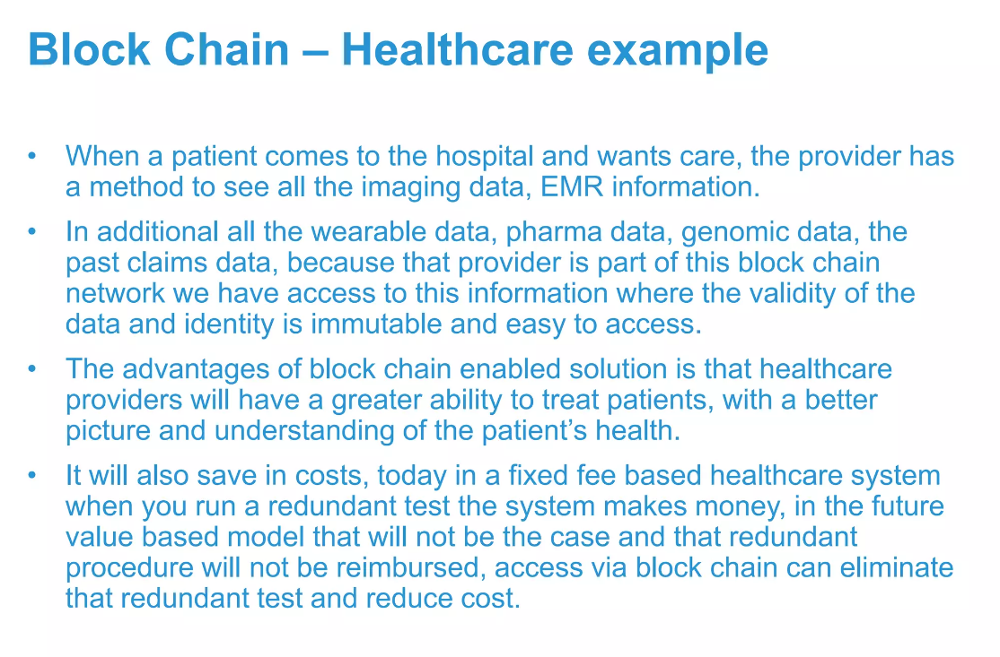 Block Chain – Healthcare example
• When a patient comes to the hospital and wants care, the provider has
a method to see all the imaging data, EMR information.
• In additional all the wearable data, pharma data, genomic data, the
past claims data, because that provider is part of this block chain
network we have access to this information where the validity of the
data and identity is immutable and easy to access.
• The advantages of block chain enabled solution is that healthcare
providers will have a greater ability to treat patients, with a better
picture and understanding of the patient’s health.
• It will also save in costs, today in a fixed fee based healthcare system
when you run a redundant test the system makes money, in the future
value based model that will not be the case and that redundant
procedure will not be reimbursed, access via block chain can eliminate
that redundant test and reduce cost.